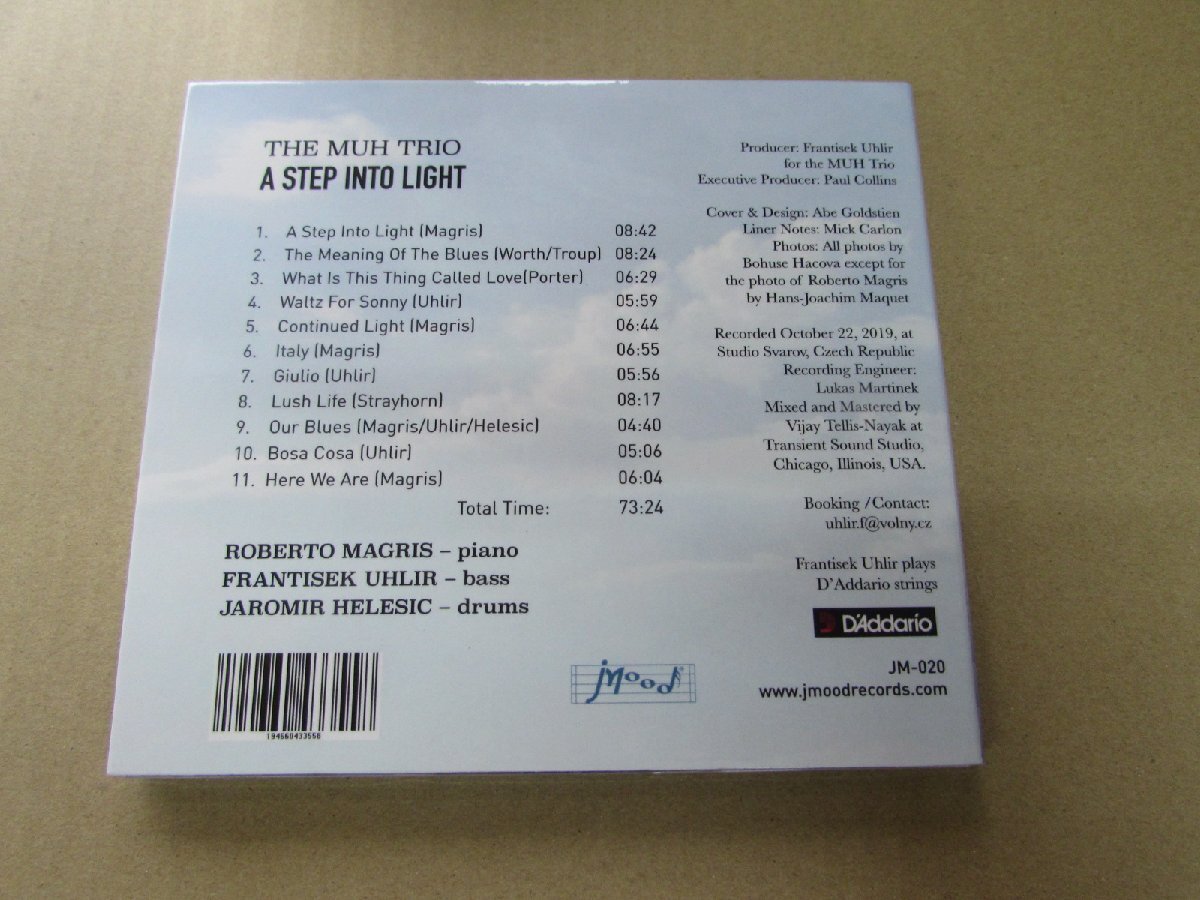 THE MUH TRIO
A STEP INTO LIGHT
1. A Step Into Light (Magris) 08:42
2. The Meaning Of The Blues (Worth/Troup) 08:24
3. What Is This Thing Called Love(Porter) 06:29
4. Waltz For Sonny (Uhlir) 05:59
5. Continued Light (Magris) 06:44
6. Italy (Magris) 06:55
7. Giulio (Uhlir) 05:56
8. Lush Life (Strayhorn) 08:17
9. Our Blues (Magris/Uhlir/Helesic) 04:40
10. Bosa Cosa (Uhlir) 05:06
11. Here We Are (Magris) 06:04
Total Time: 73:24
ROBERTO MAGRIS – piano
FRANTISEK UHLIR – bass
JAROMIR HELESIC – drums
194660433558
Producer: Frantisek Uhlir
for the MUH Trio
Executive Producer: Paul Collins
Cover & Design: Abe Goldstien
Liner Notes: Mick Carlon
Photos: All photos by
Bohuse Hacova except for
the photo of Roberto Magris
by Hans-Joachim Maquet
Recorded October 22, 2019, at
Studio Svarov, Czech Republic
Recording Engineer:
Lukas Martinek
Mixed and Mastered by
Vijay Tellis-Nayak at
Transient Sound Studio,
Chicago, Illinois, USA.
Booking /Contact:
uhlir.f@volny.cz
Frantisek Uhlir plays
D'Addario strings
D'Addario
jMood
JM-020
www.jmoodrecords.com